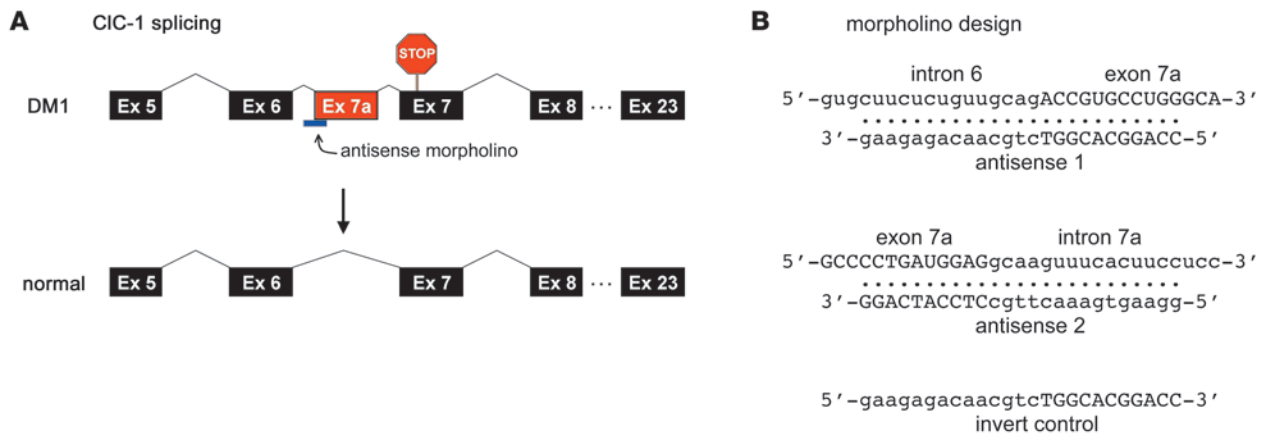 A ClC-1 splicing
STOP
DM1 Ex 5 Ex 6 Ex 7a Ex 7 Ex 8 ... Ex 23
antisense morpholino
normal Ex 5 Ex 6 Ex 7 Ex 8 ... Ex 23
B morpholino design
intron 6 exon 7a
5′-gugcuucucuguugcagACCGUGCCUGGGCA-3′
3′-gaagagacaacgtcTGGCACGGACC-5′
antisense 1
exon 7a intron 7a
5′-GCCCCTGAUGGAGgcaaguuucacuuccucc-3′
3′-GGACTACCTCcgttcaaagtgaagg-5′
antisense 2
5′-gaagagacaacgtcTGGCACGGACC-3′
invert control